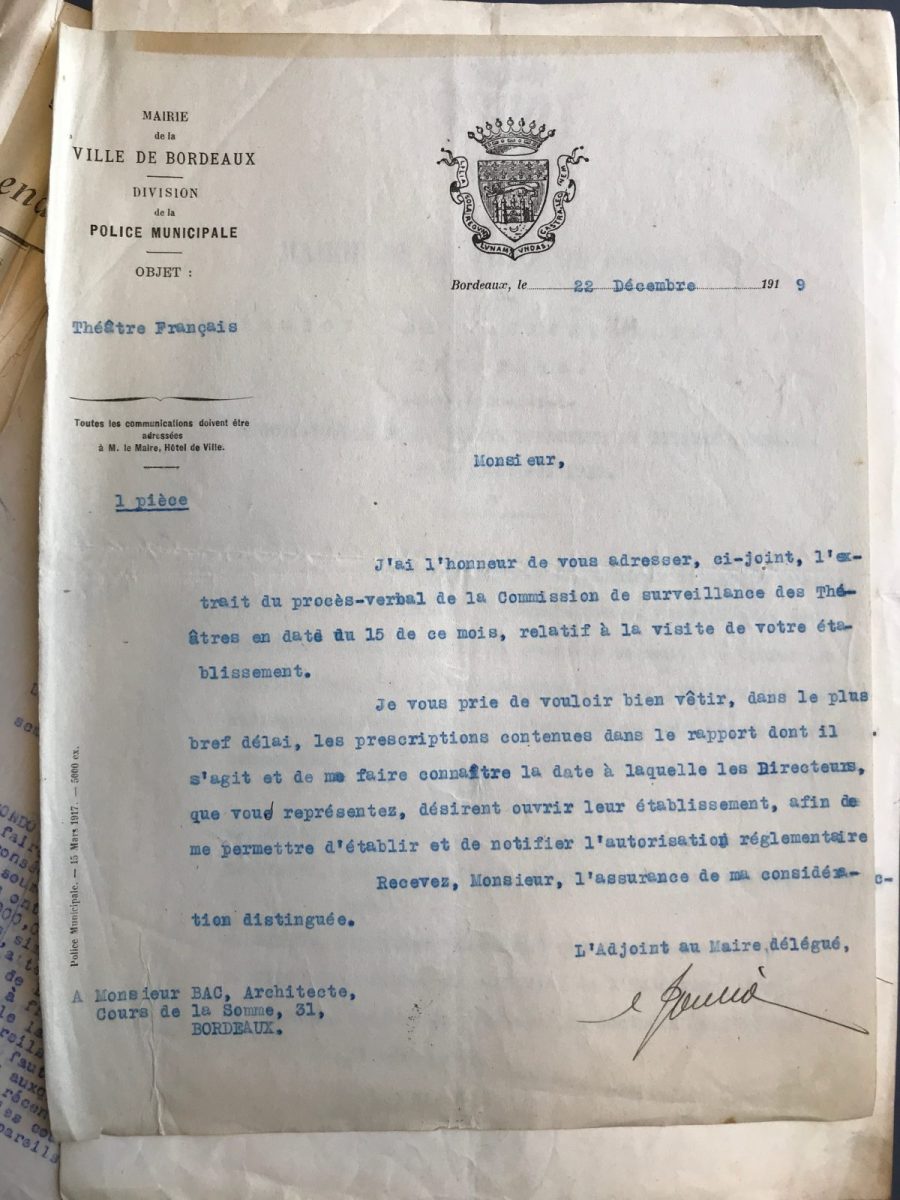 MAIRIE
de la
VILLE DE BORDEAUX
DIVISION
de la
POLICE MUNICIPALE
OBJET :
Théâtre Français
Toutes les communications doivent être
adressées
à M. le Maire, Hôtel de Ville.
1 pièce
LILIA SOLA REGUNT LUNAM UNDAS CASTRA LEONEM
Bordeaux, le 22 Décembre 1919
Monsieur,
J'ai l'honneur de vous adresser, ci-joint, l'ex-
trait du procès-verbal de la Commission de surveillance des Thé-
âtres en date du 15 de ce mois, relatif à la visite de votre éta-
blissement.
Je vous prie de vouloir bien vêtir, dans le plus
bref délai, les prescriptions contenues dans le rapport dont il
s'agit et de me faire connaître la date à laquelle les Directeurs,
que vous représentez, désirent ouvrir leur établissement, afin de
me permettre d'établir et de notifier l'autorisation réglementaire
Recevez, Monsieur, l'assurance de ma considéra-
tion distinguée.
L'Adjoint au Maire délégué,
A Monsieur BAC, Architecte,
Cours de la Somme, 31,
BORDEAUX.
Police Municipale. — 15 Mars 1917. — 5000 ex.